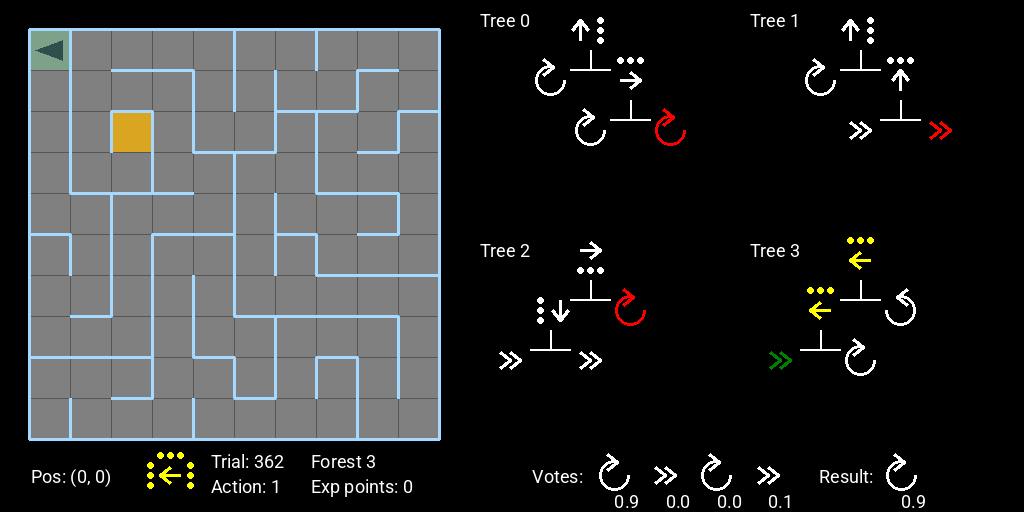 Tree 0
Tree 1
Tree 2
Tree 3
Pos: (0, 0)
Trial: 362
Forest 3
Action: 1
Exp points: 0
Votes:
Result:
0.9
0.0
0.0
0.1
0.9